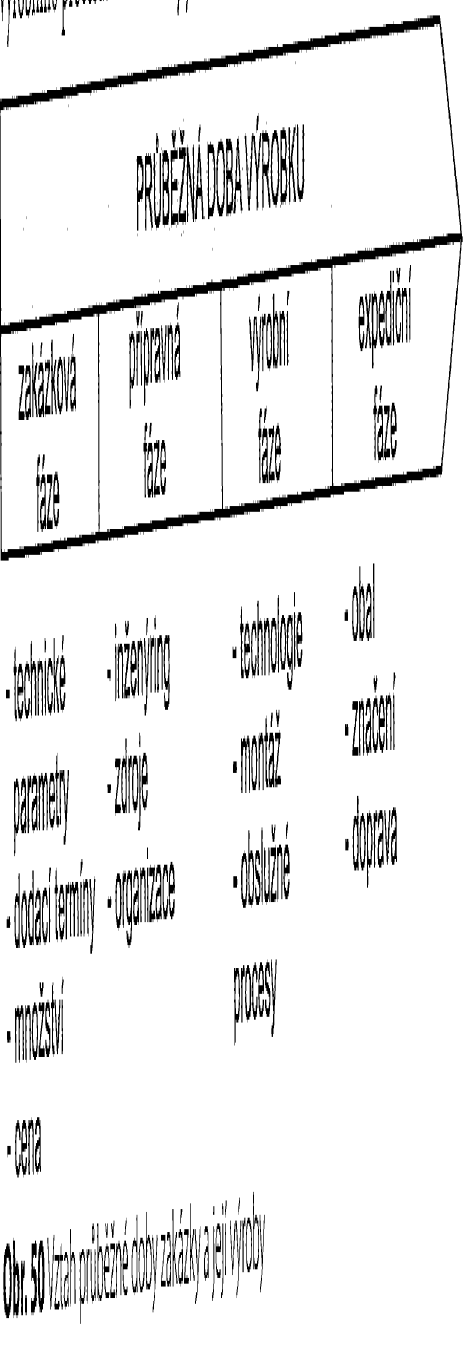 PRŮBĚŽNÁ DOBA VÝROBKU
zakázková
fáze
přípravná
fáze
výrobní
fáze
expediční
fáze
- technické
parametry
- dodací termíny
- množství
- cena
- inženýring
- zdroje
- organizace
- technologie
- montáž
- obslužné
procesy
- obal
- značení
- doprava
Obr. 50 Vztah průběžné doby zakázky a její výroby